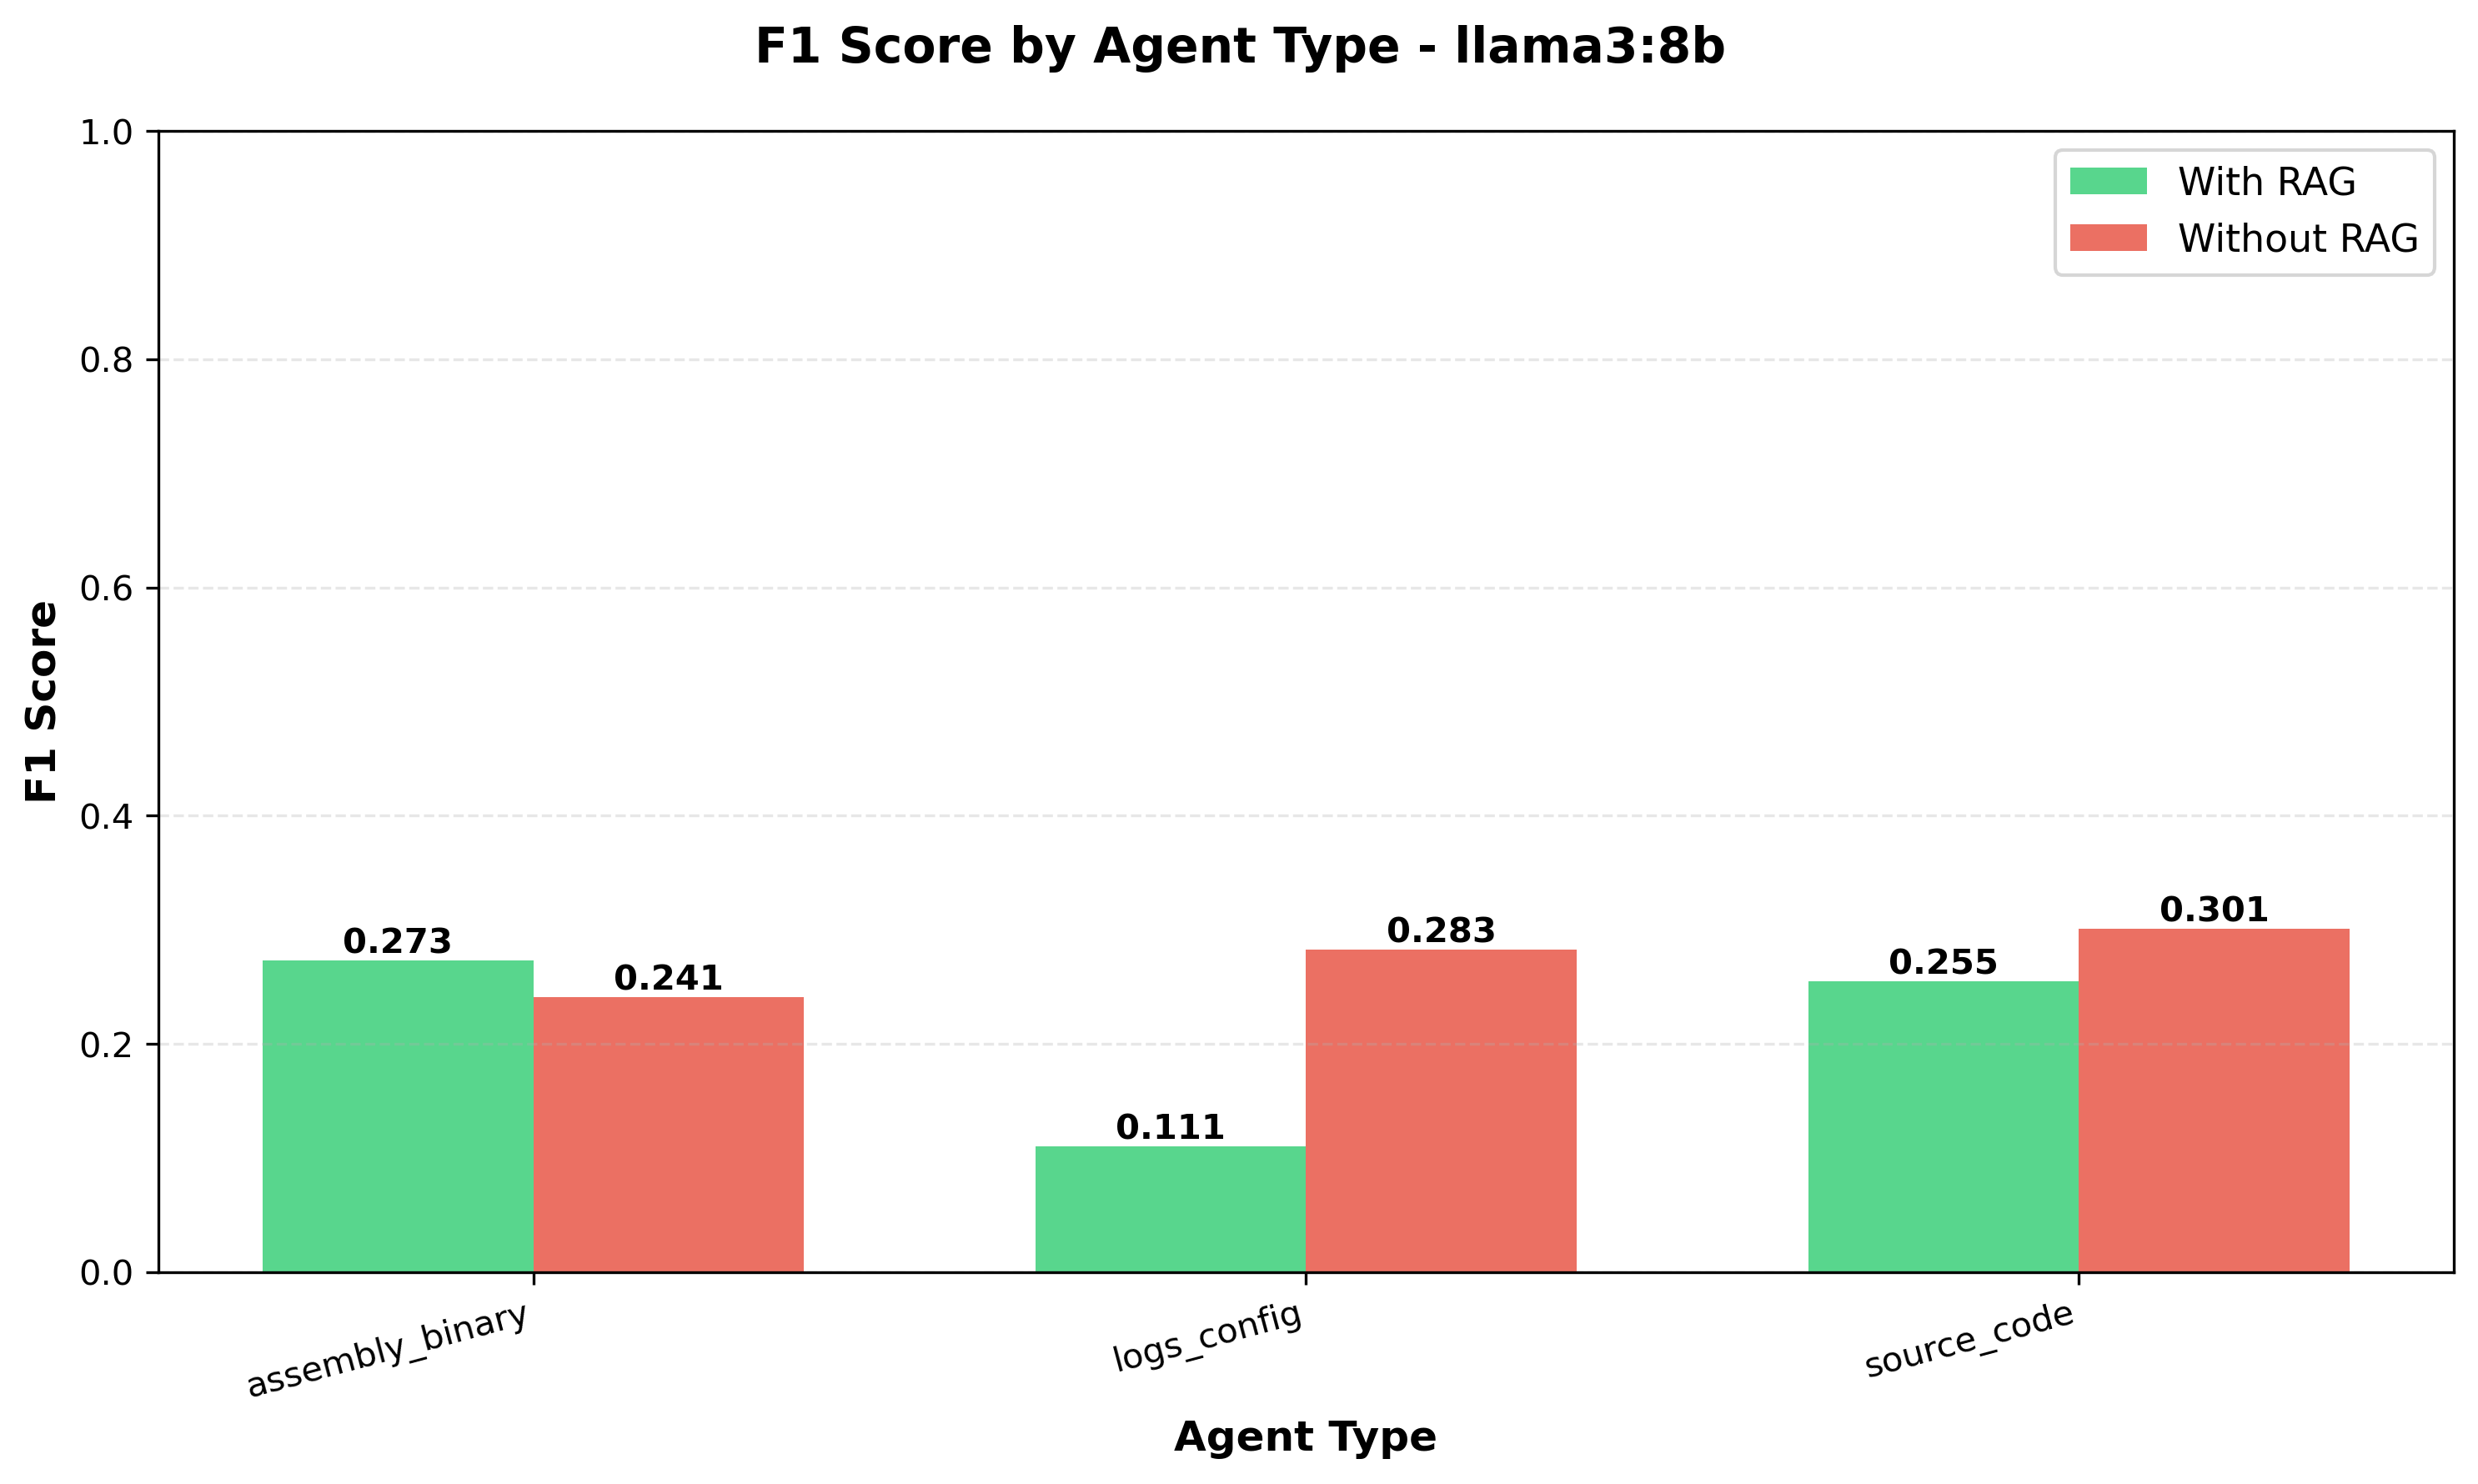 F1 Score by Agent Type - llama3:8b
With RAG
Without RAG
F1 Score
1.0
0.8
0.6
0.4
0.2
0.0
0.273
0.241
0.111
0.283
0.255
0.301
assembly_binary
logs_config
source_code
Agent Type